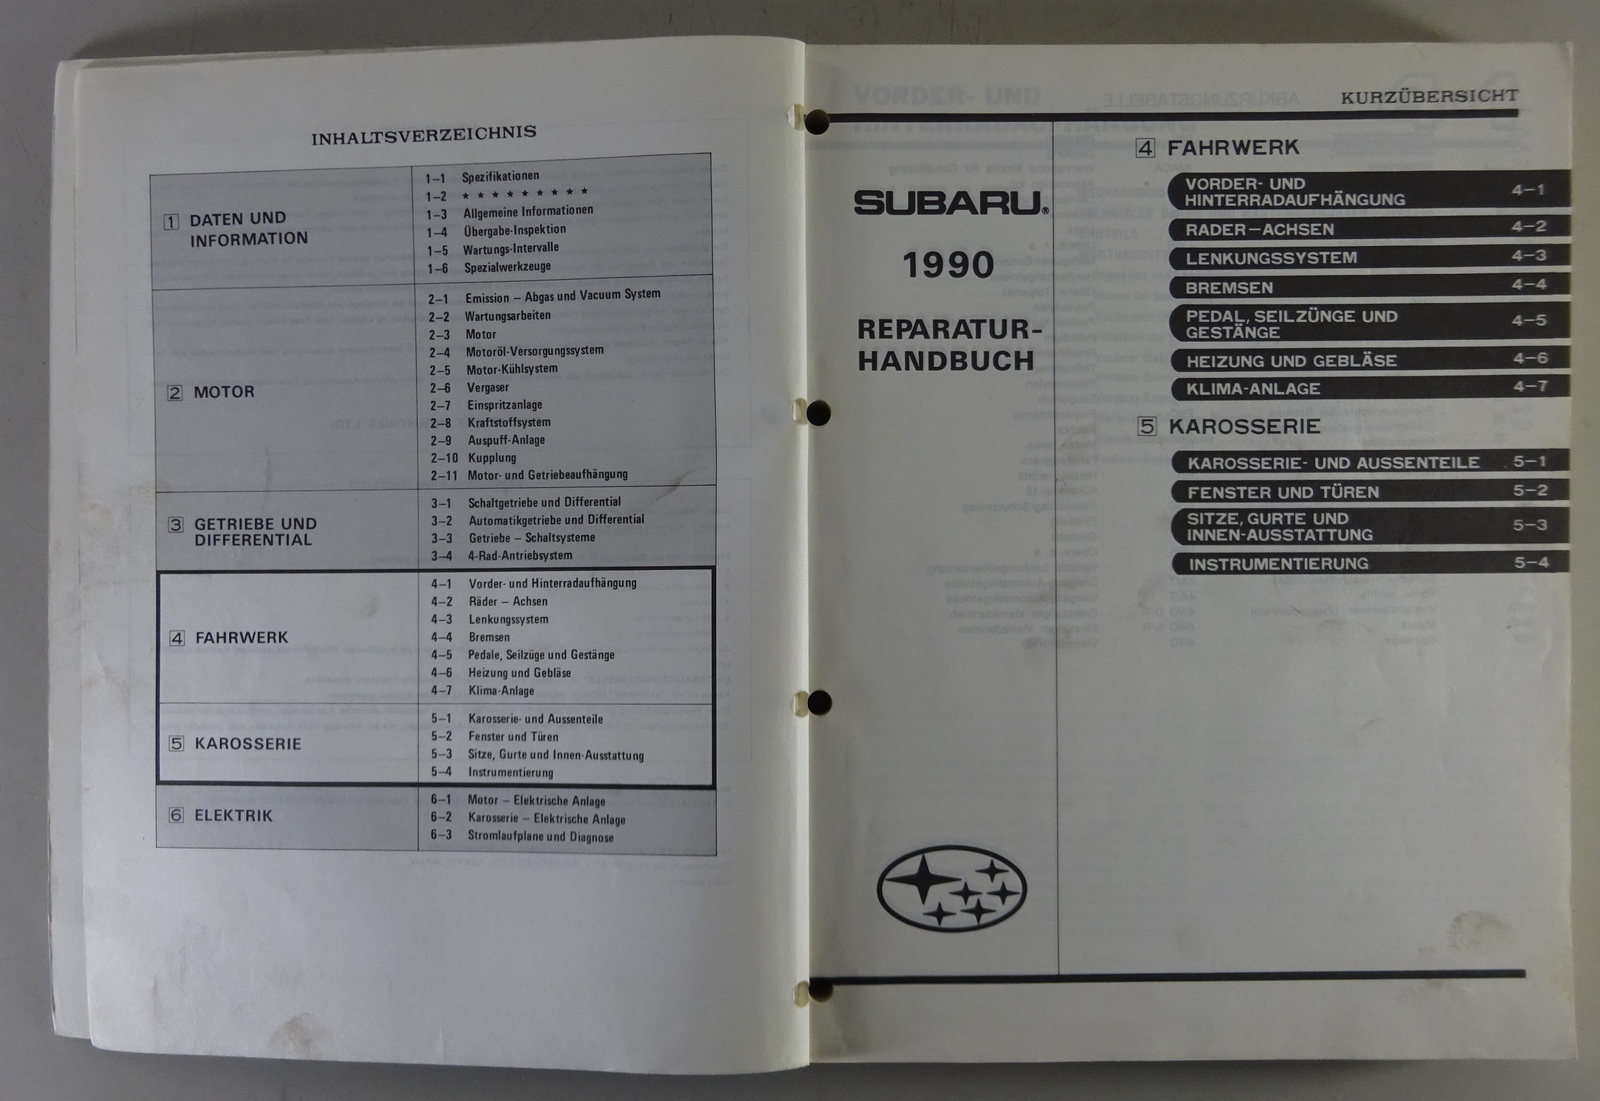 INHALTSVERZEICHNIS
1 DATEN UND
INFORMATION
1–1 Spezifikationen
1–2 * * * * * * * * *
1–3 Allgemeine Informationen
1–4 Übergabe-Inspektion
1–5 Wartungs-Intervalle
1–6 Spezialwerkzeuge
2 MOTOR
2–1 Emission – Abgas und Vacuum System
2–2 Wartungsarbeiten
2–3 Motor
2–4 Motoröl-Versorgungssystem
2–5 Motor-Kühlsystem
2–6 Vergaser
2–7 Einspritzanlage
2–8 Kraftstoffsystem
2–9 Auspuff-Anlage
2–10 Kupplung
2–11 Motor- und Getriebeaufhängung
3 GETRIEBE UND
DIFFERENTIAL
3–1 Schaltgetriebe und Differential
3–2 Automatikgetriebe und Differential
3–3 Getriebe – Schaltsysteme
3–4 4-Rad-Antriebsystem
4 FAHRWERK
4–1 Vorder- und Hinterradaufhängung
4–2 Räder – Achsen
4–3 Lenkungssystem
4–4 Bremsen
4–5 Pedale, Seilzüge und Gestänge
4–6 Heizung und Gebläse
4–7 Klima-Anlage
5 KAROSSERIE
5–1 Karosserie- und Aussenteile
5–2 Fenster und Türen
5–3 Sitze, Gurte und Innen-Ausstattung
5–4 Instrumentierung
6 ELEKTRIK
6–1 Motor – Elektrische Anlage
6–2 Karosserie – Elektrische Anlage
6–3 Stromlaufplane und Diagnose
KURZÜBERSICHT
SUBARU®
1990
REPARATUR-
HANDBUCH
4 FAHRWERK
VORDER- UND
HINTERRADAUFHÄNGUNG 4–1
RADER–ACHSEN 4–2
LENKUNGSSYSTEM 4–3
BREMSEN 4–4
PEDAL, SEILZÜNGE UND
GESTÄNGE 4–5
HEIZUNG UND GEBLÄSE 4–6
KLIMA-ANLAGE 4–7
5 KAROSSERIE
KAROSSERIE- UND AUSSENTEILE 5–1
FENSTER UND TÜREN 5–2
SITZE, GURTE UND
INNEN-AUSSTATTUNG 5–3
INSTRUMENTIERUNG 5–4